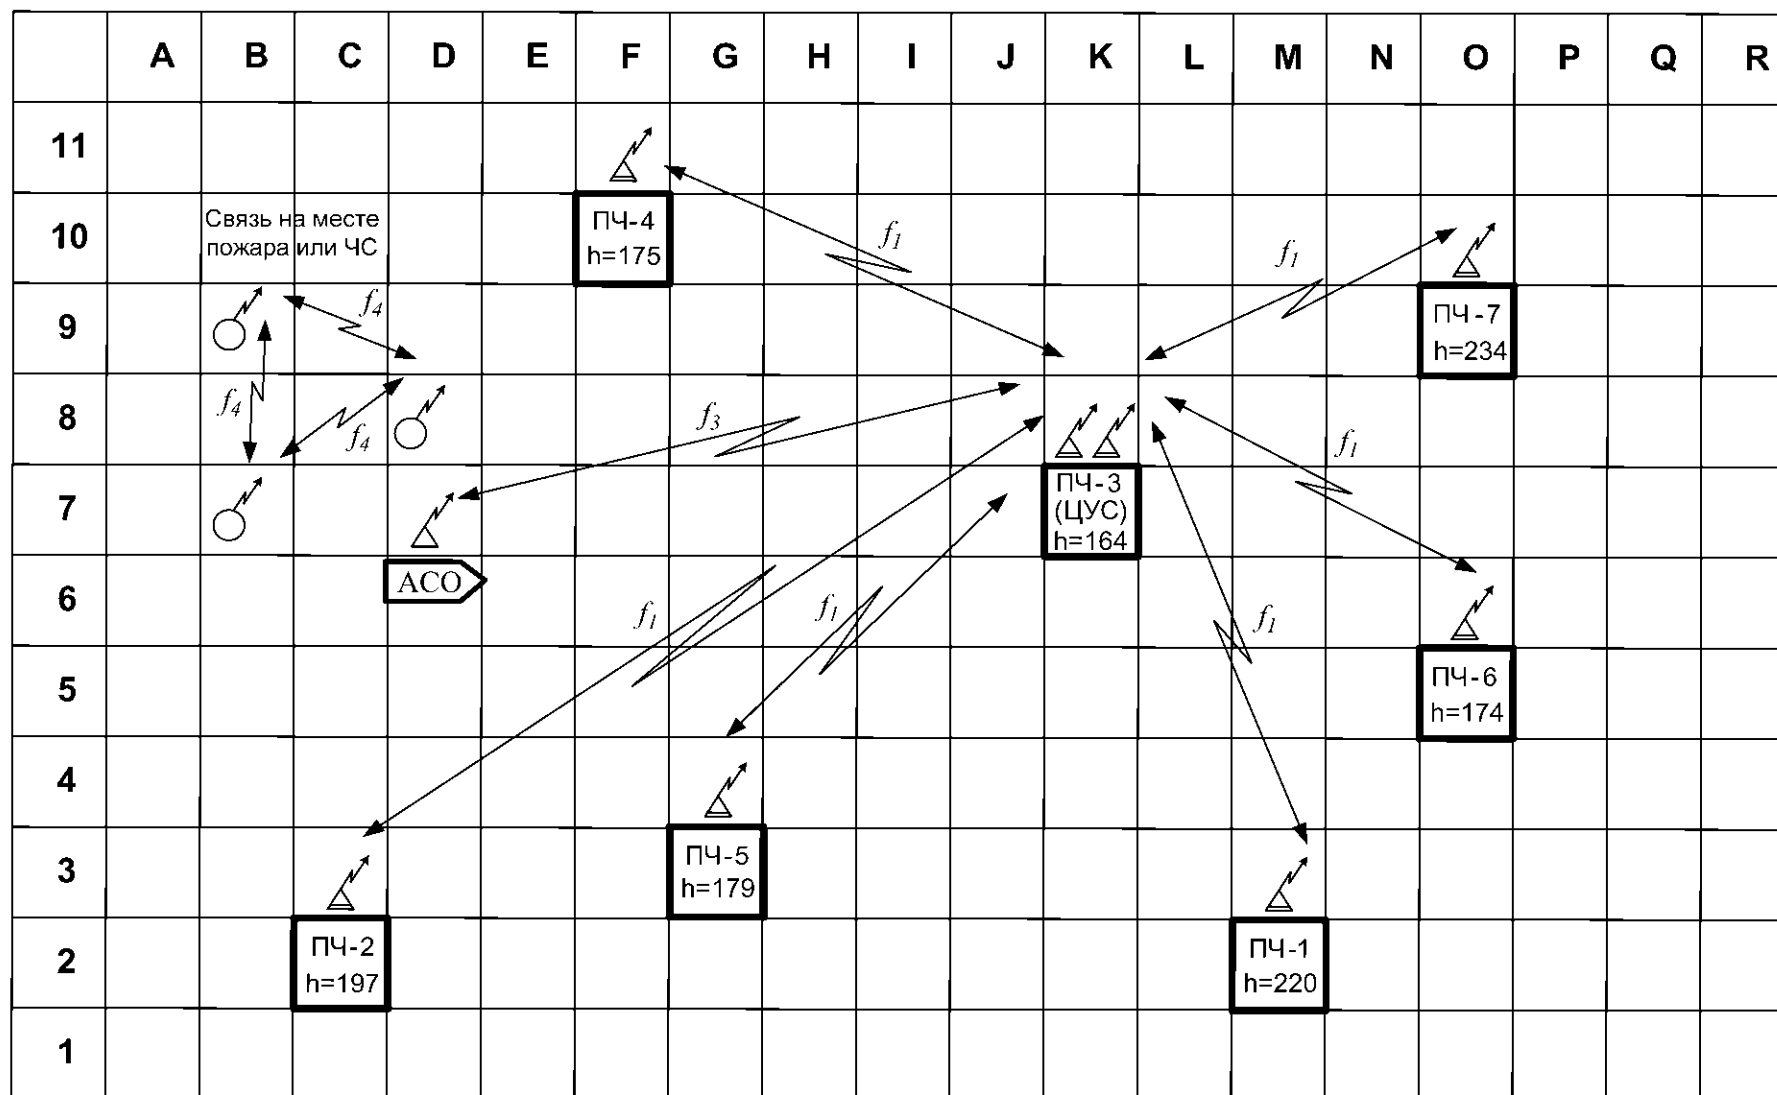 A B C D E F G H I J K L M N O P Q R
11
10
Связь на месте
пожара или ЧС
ПЧ-4
h=175
f1
f1
9
f4
ПЧ-7
h=234
8
f4
f4
f3
f1
7
ПЧ-3
(ЦУС)
h=164
6
АСО
f1
f1
f1
5
ПЧ-6
h=174
4
3
ПЧ-5
h=179
2
ПЧ-2
h=197
ПЧ-1
h=220
1